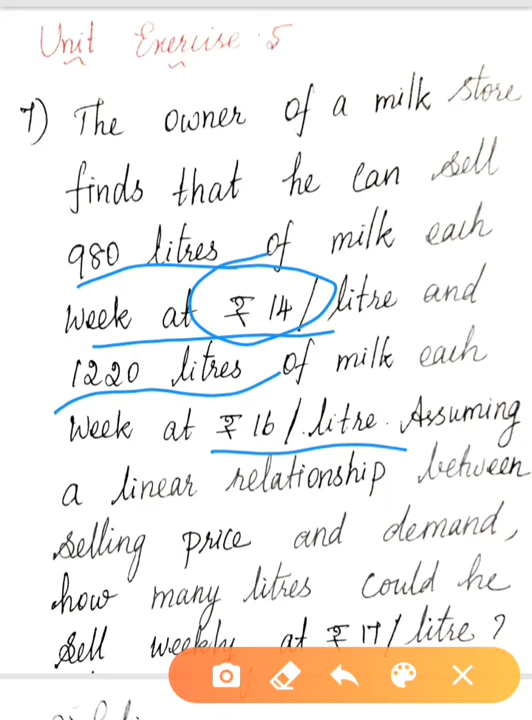 Unit Exercise 5
7) The owner of a milk store
finds that he can sell
980 litres of milk each
week at ₹ 14/litre and
1220 litres of milk each
week at ₹ 16/litre. Assuming
a linear relationship between
selling price and demand,
how many litres could he
sell weekly at ₹ 17/litre?